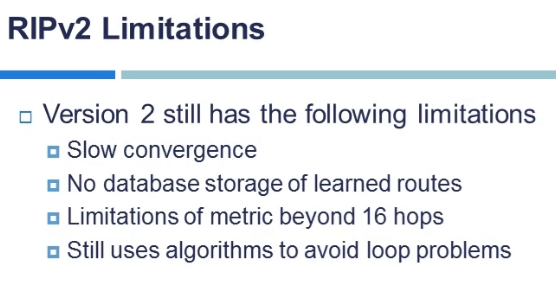 RIPv2 Limitations
Version 2 still has the following limitations
Slow convergence
No database storage of learned routes
Limitations of metric beyond 16 hops
Still uses algorithms to avoid loop problems